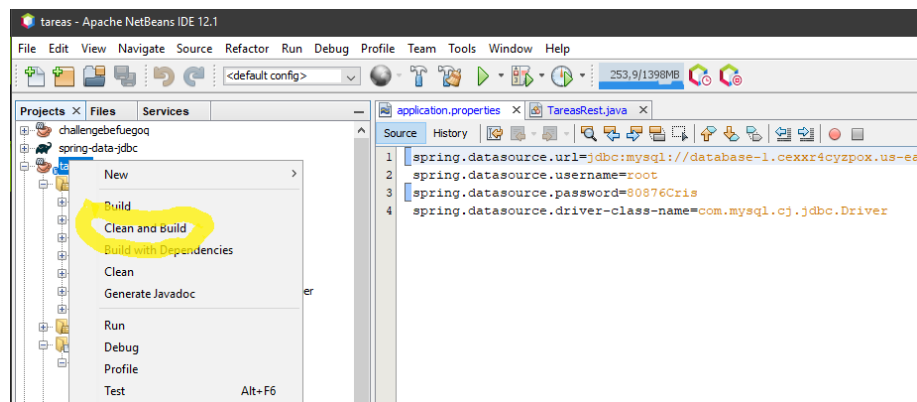 tareas - Apache NetBeans IDE 12.1
File Edit View Navigate Source Refactor Run Debug Profile Team Tools Window Help
<default config>
253,9/1398MB
Projects Files Services
application.properties TareasRest.java
challengebefuegoq
spring-data-jdbc
ta
Source History
1 spring.datasource.url=jdbc:mysql://database-1.cexxr4cyzpox.us-ea
2 spring.datasource.username=root
3 spring.datasource.password=80876Cris
4 spring.datasource.driver-class-name=com.mysql.cj.jdbc.Driver
New
Build
Clean and Build
Build with Dependencies
Clean
Generate Javadoc
er
Run
Debug
Profile
Test Alt+F6